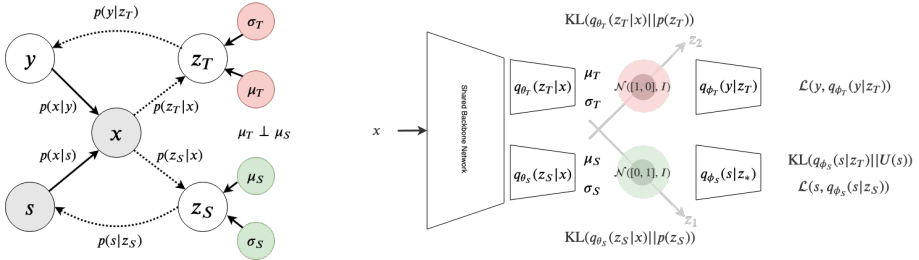 p(y|z_T)
σ_T
y
z_T
μ_T
p(x|y)
p(z_T|x)
x
μ_T ⊥ μ_S
p(x|s)
p(z_S|x)
μ_S
s
z_S
p(s|z_S)
σ_S
KL(q_{θ_T}(z_T|x)||p(z_T))
z_2
q_{θ_T}(z_T|x)
μ_T
σ_T
𝒩([1, 0], I)
q_{ϕ_T}(y|z_T)
ℒ(y, q_{ϕ_T}(y|z_T))
x
Shared Backbone Network
q_{θ_S}(z_S|x)
μ_S
σ_S
𝒩([0, 1], I)
q_{ϕ_S}(s|z_*)
KL(q_{ϕ_S}(s|z_T)||U(s))
ℒ(s, q_{ϕ_S}(s|z_S))
z_1
KL(q_{θ_S}(z_S|x)||p(z_S))